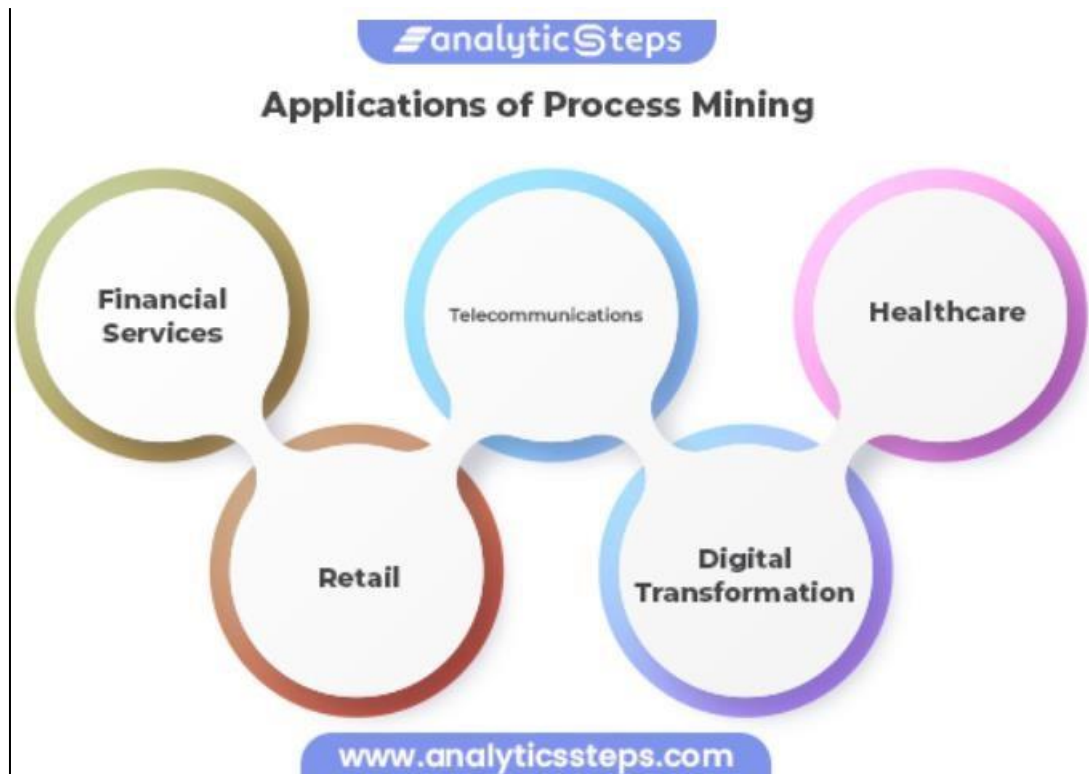 analyticSteps
Applications of Process Mining
Financial
Services
Telecommunications
Healthcare
Retail
Digital
Transformation
www.analyticssteps.com